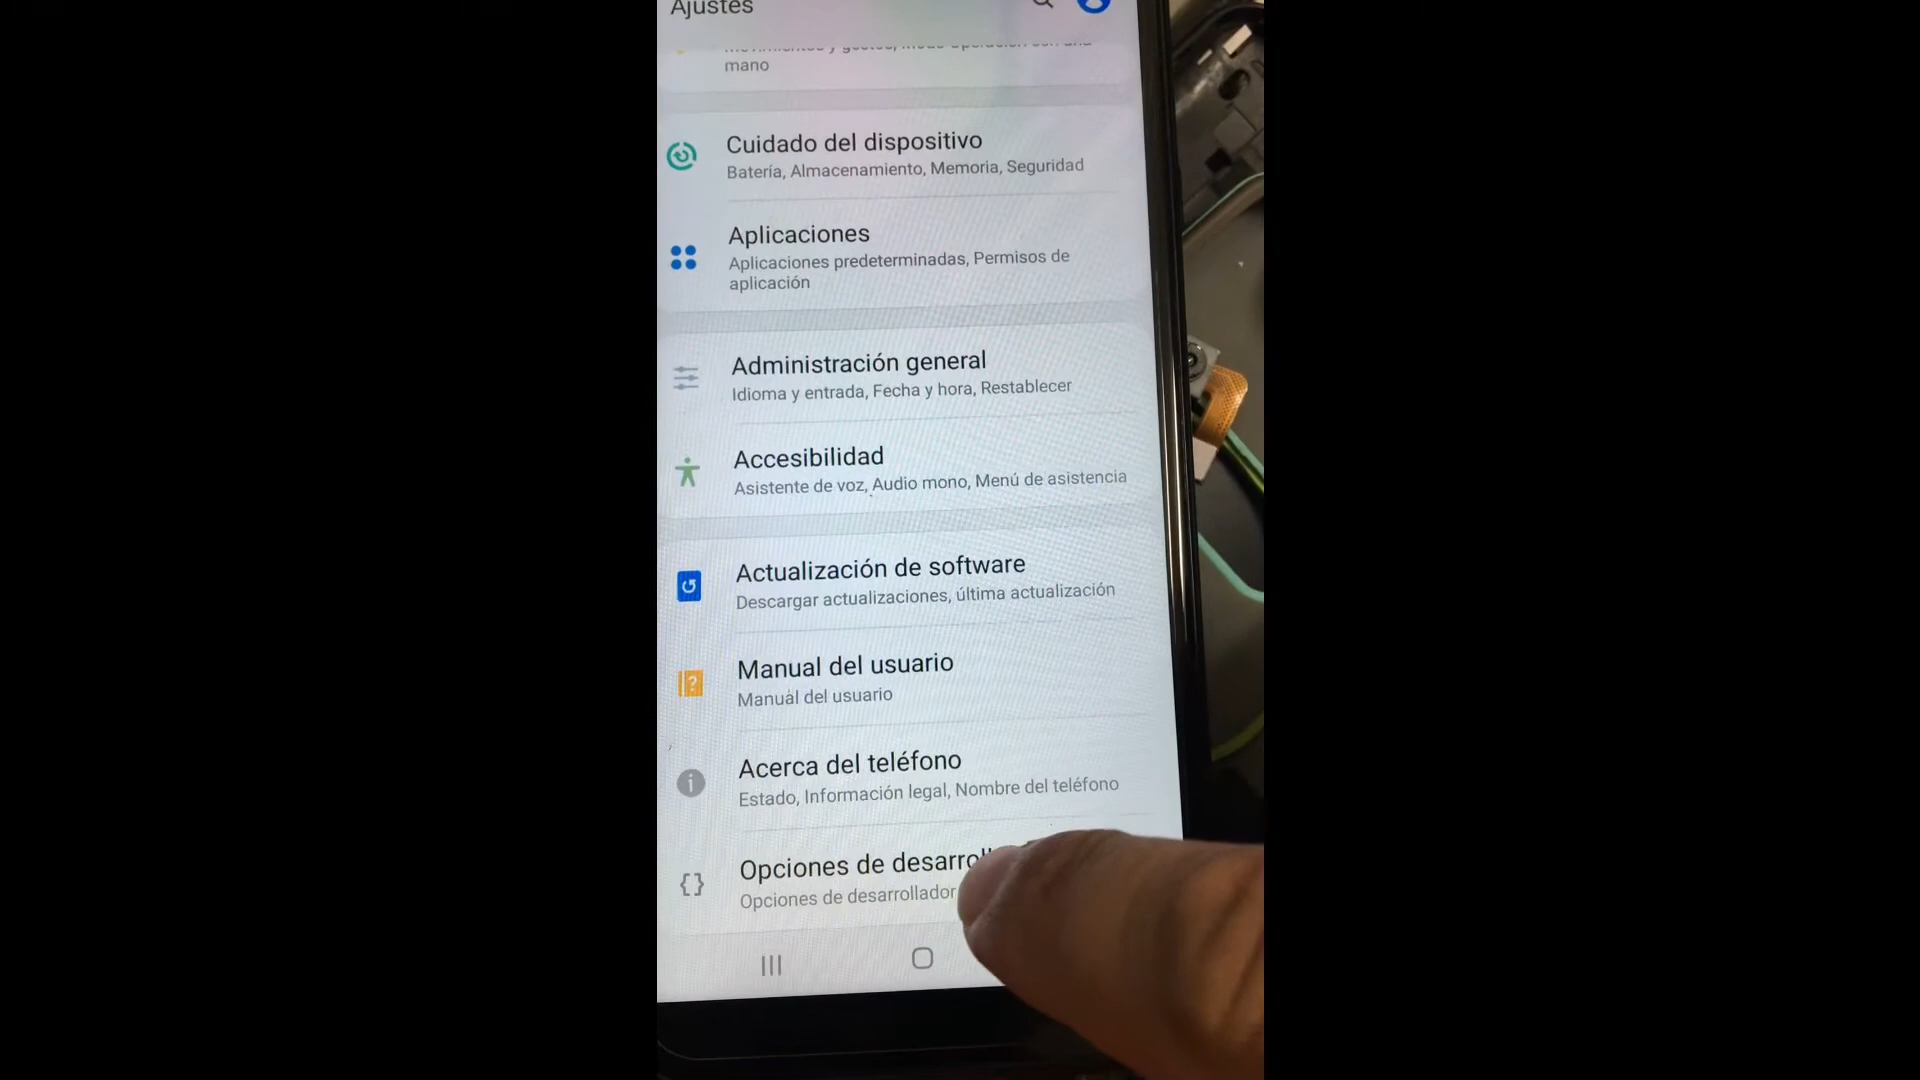 Ajustes
mano
Cuidado del dispositivo
Batería, Almacenamiento, Memoria, Seguridad
Aplicaciones
Aplicaciones predeterminadas, Permisos de
aplicación
Administración general
Idioma y entrada, Fecha y hora, Restablecer
Accesibilidad
Asistente de voz, Audio mono, Menú de asistencia
Actualización de software
Descargar actualizaciones, última actualización
Manual del usuario
Manual del usuario
Acerca del teléfono
Estado, Información legal, Nombre del teléfono
Opciones de desarroll
Opciones de desarrollador